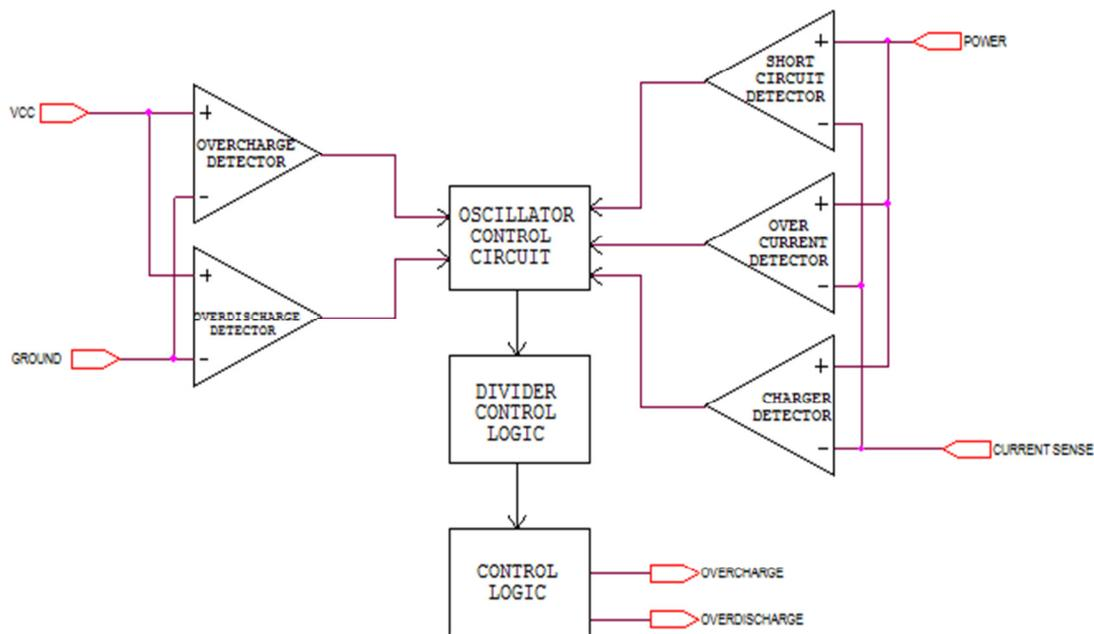 VCC
+
OVERCHARGE
DETECTOR
-
+
OVERDISCHARGE
DETECTOR
-
GROUND
OSCILLATOR
CONTROL
CIRCUIT
DIVIDER
CONTROL
LOGIC
CONTROL
LOGIC
OVERCHARGE
OVERDISCHARGE
POWER
+
SHORT
CIRCUIT
DETECTOR
-
+
OVER
CURRENT
DETECTOR
-
+
CHARGER
DETECTOR
-
CURRENT SENSE